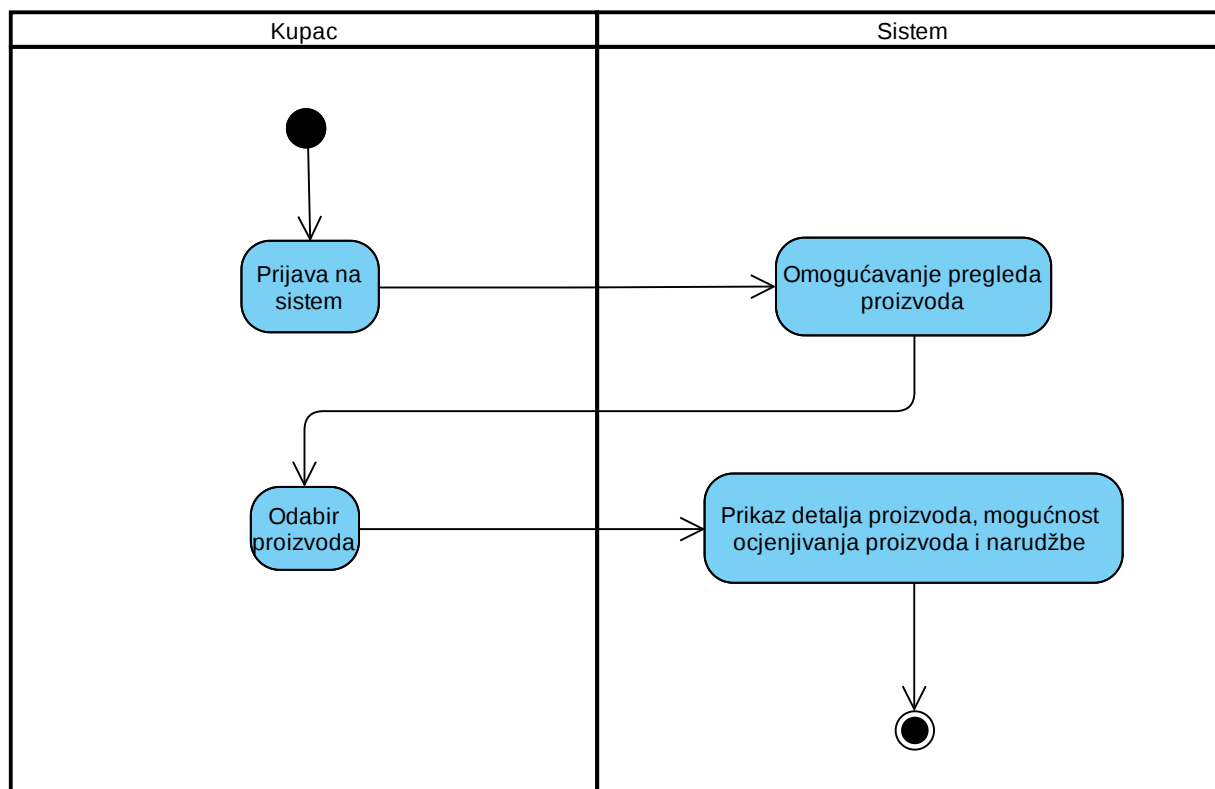 Kupac
Sistem
Prijava na
sistem
Omogućavanje pregleda
proizvoda
Odabir
proizvoda
Prikaz detalja proizvoda, mogućnost
ocjenjivanja proizvoda i narudžbe